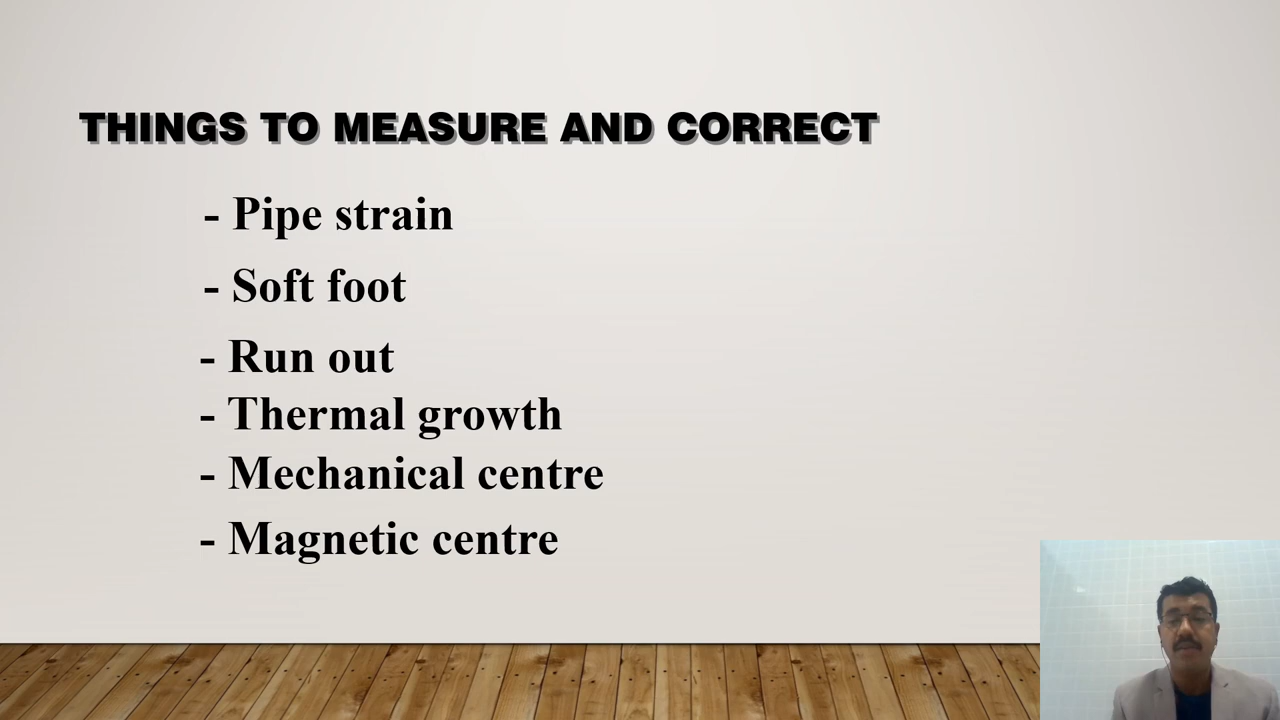 THINGS TO MEASURE AND CORRECT
- Pipe strain
- Soft foot
- Run out
- Thermal growth
- Mechanical centre
- Magnetic centre